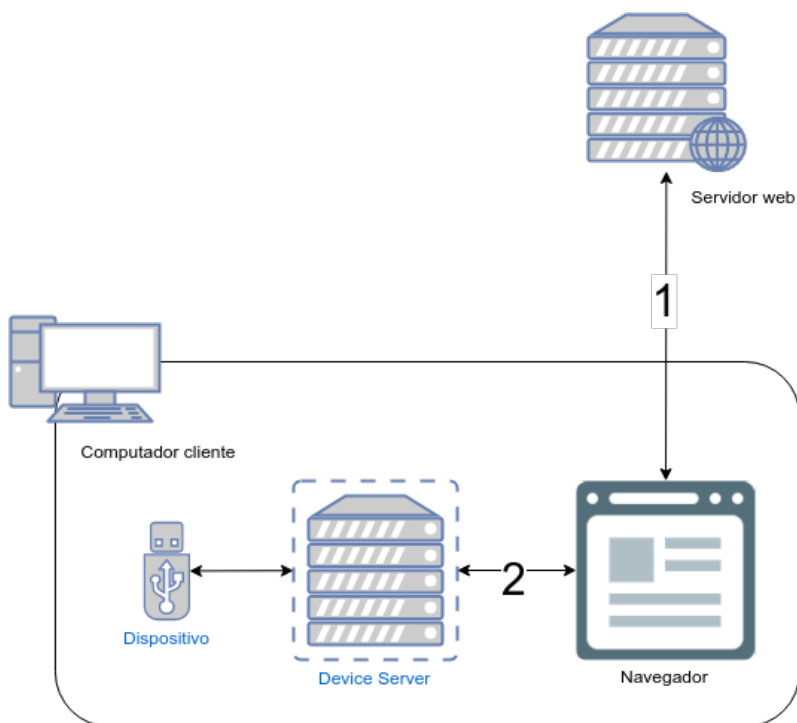 Servidor web
1
Computador cliente
2
Dispositivo
Device Server
Navegador